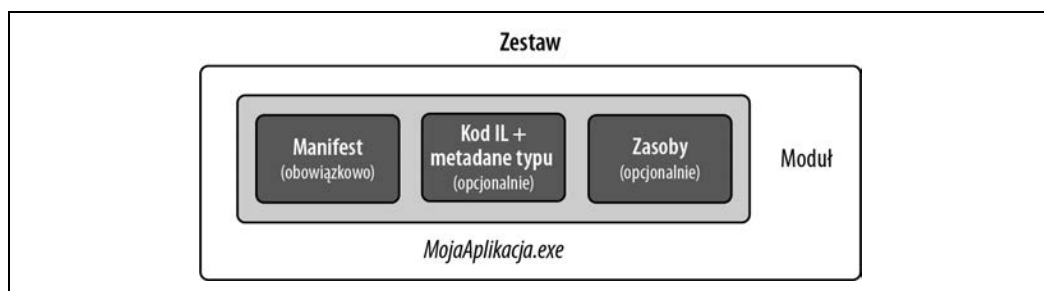 Zestaw
Manifest
(obowiązkowo)
Kod IL +
metadane typu
(opcjonalnie)
Zasoby
(opcjonalnie)
Moduł
MojaAplikacja.exe